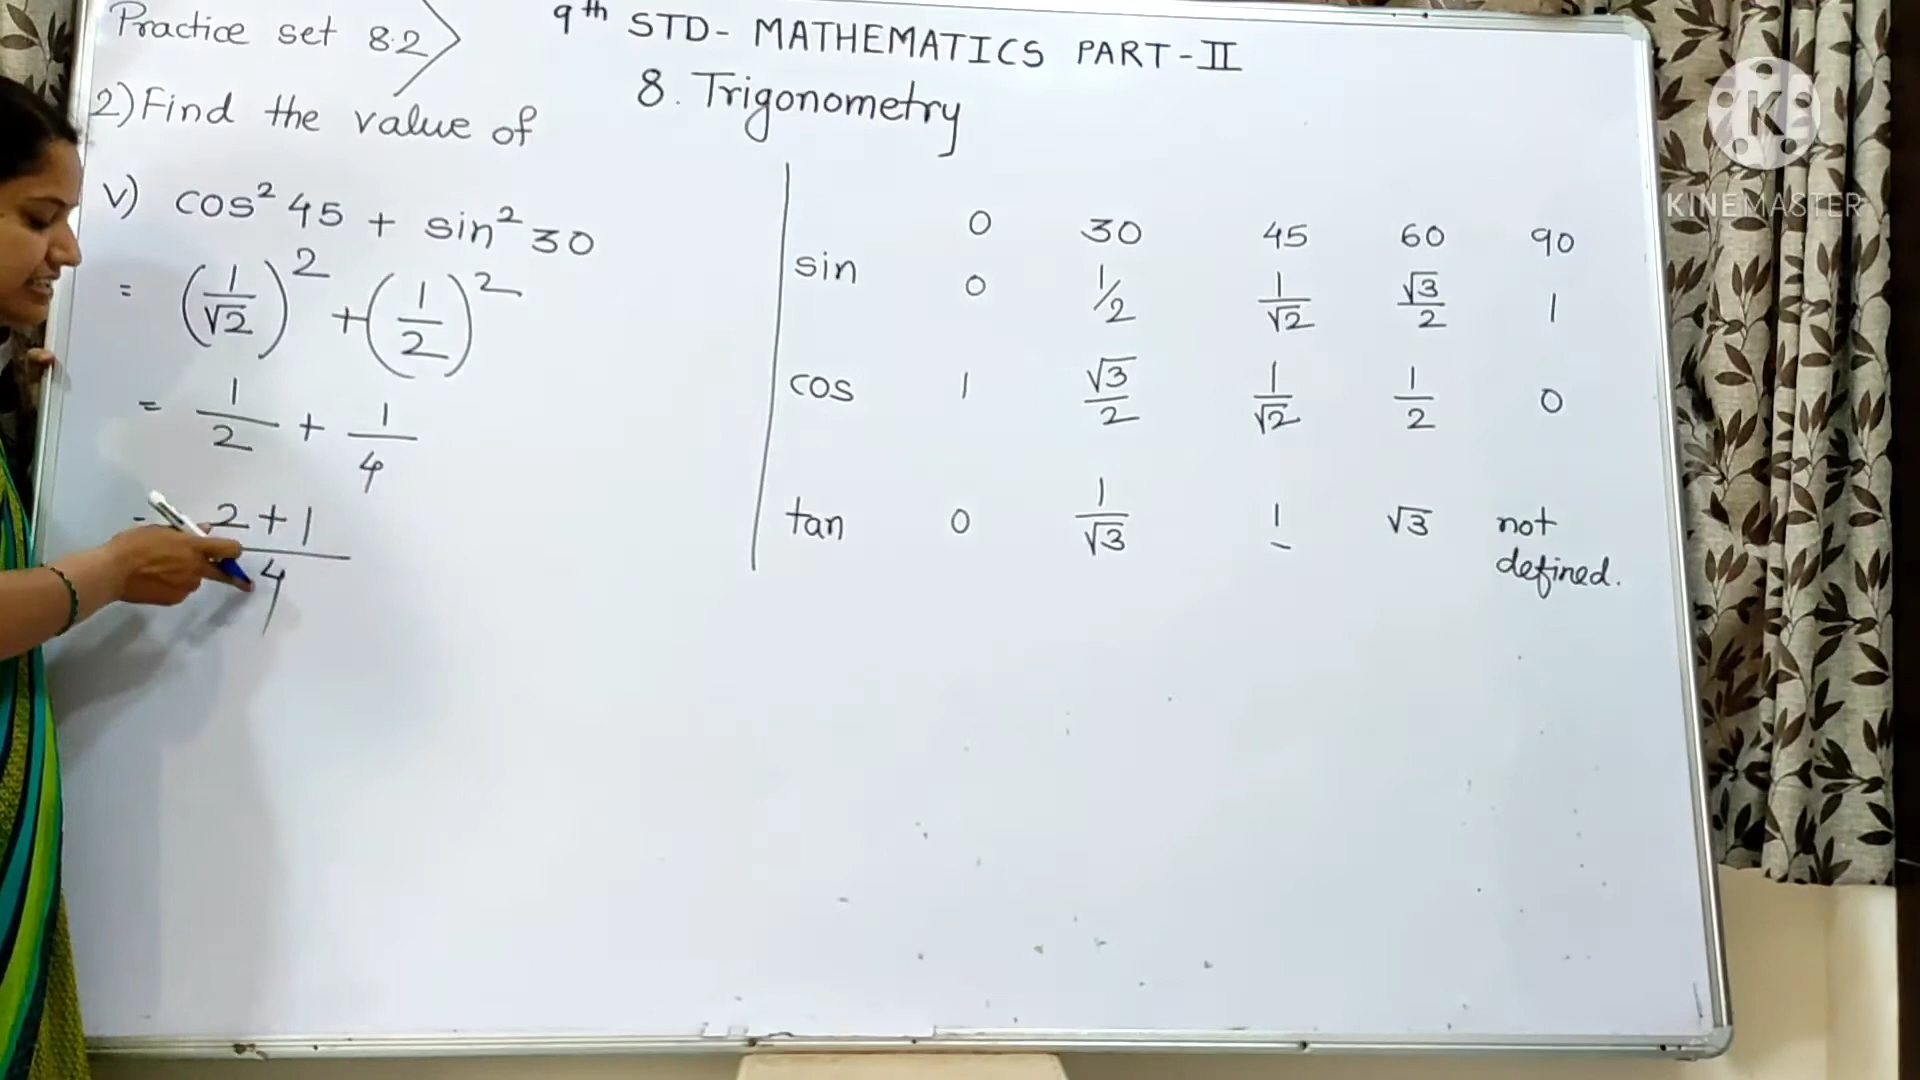 Practice set 8.2
9th STD- MATHEMATICS PART-II
8. Trigonometry
2) Find the value of
v) cos² 45 + sin² 30
= (1/√2)² + (1/2)²
= 1/2 + 1/4
= 2+1/4
0 30 45 60 90
sin 0 1/2 1/√2 √3/2 1
cos 1 √3/2 1/√2 1/2 0
tan 0 1/√3 1 √3 not defined.
K
KINEMASTER